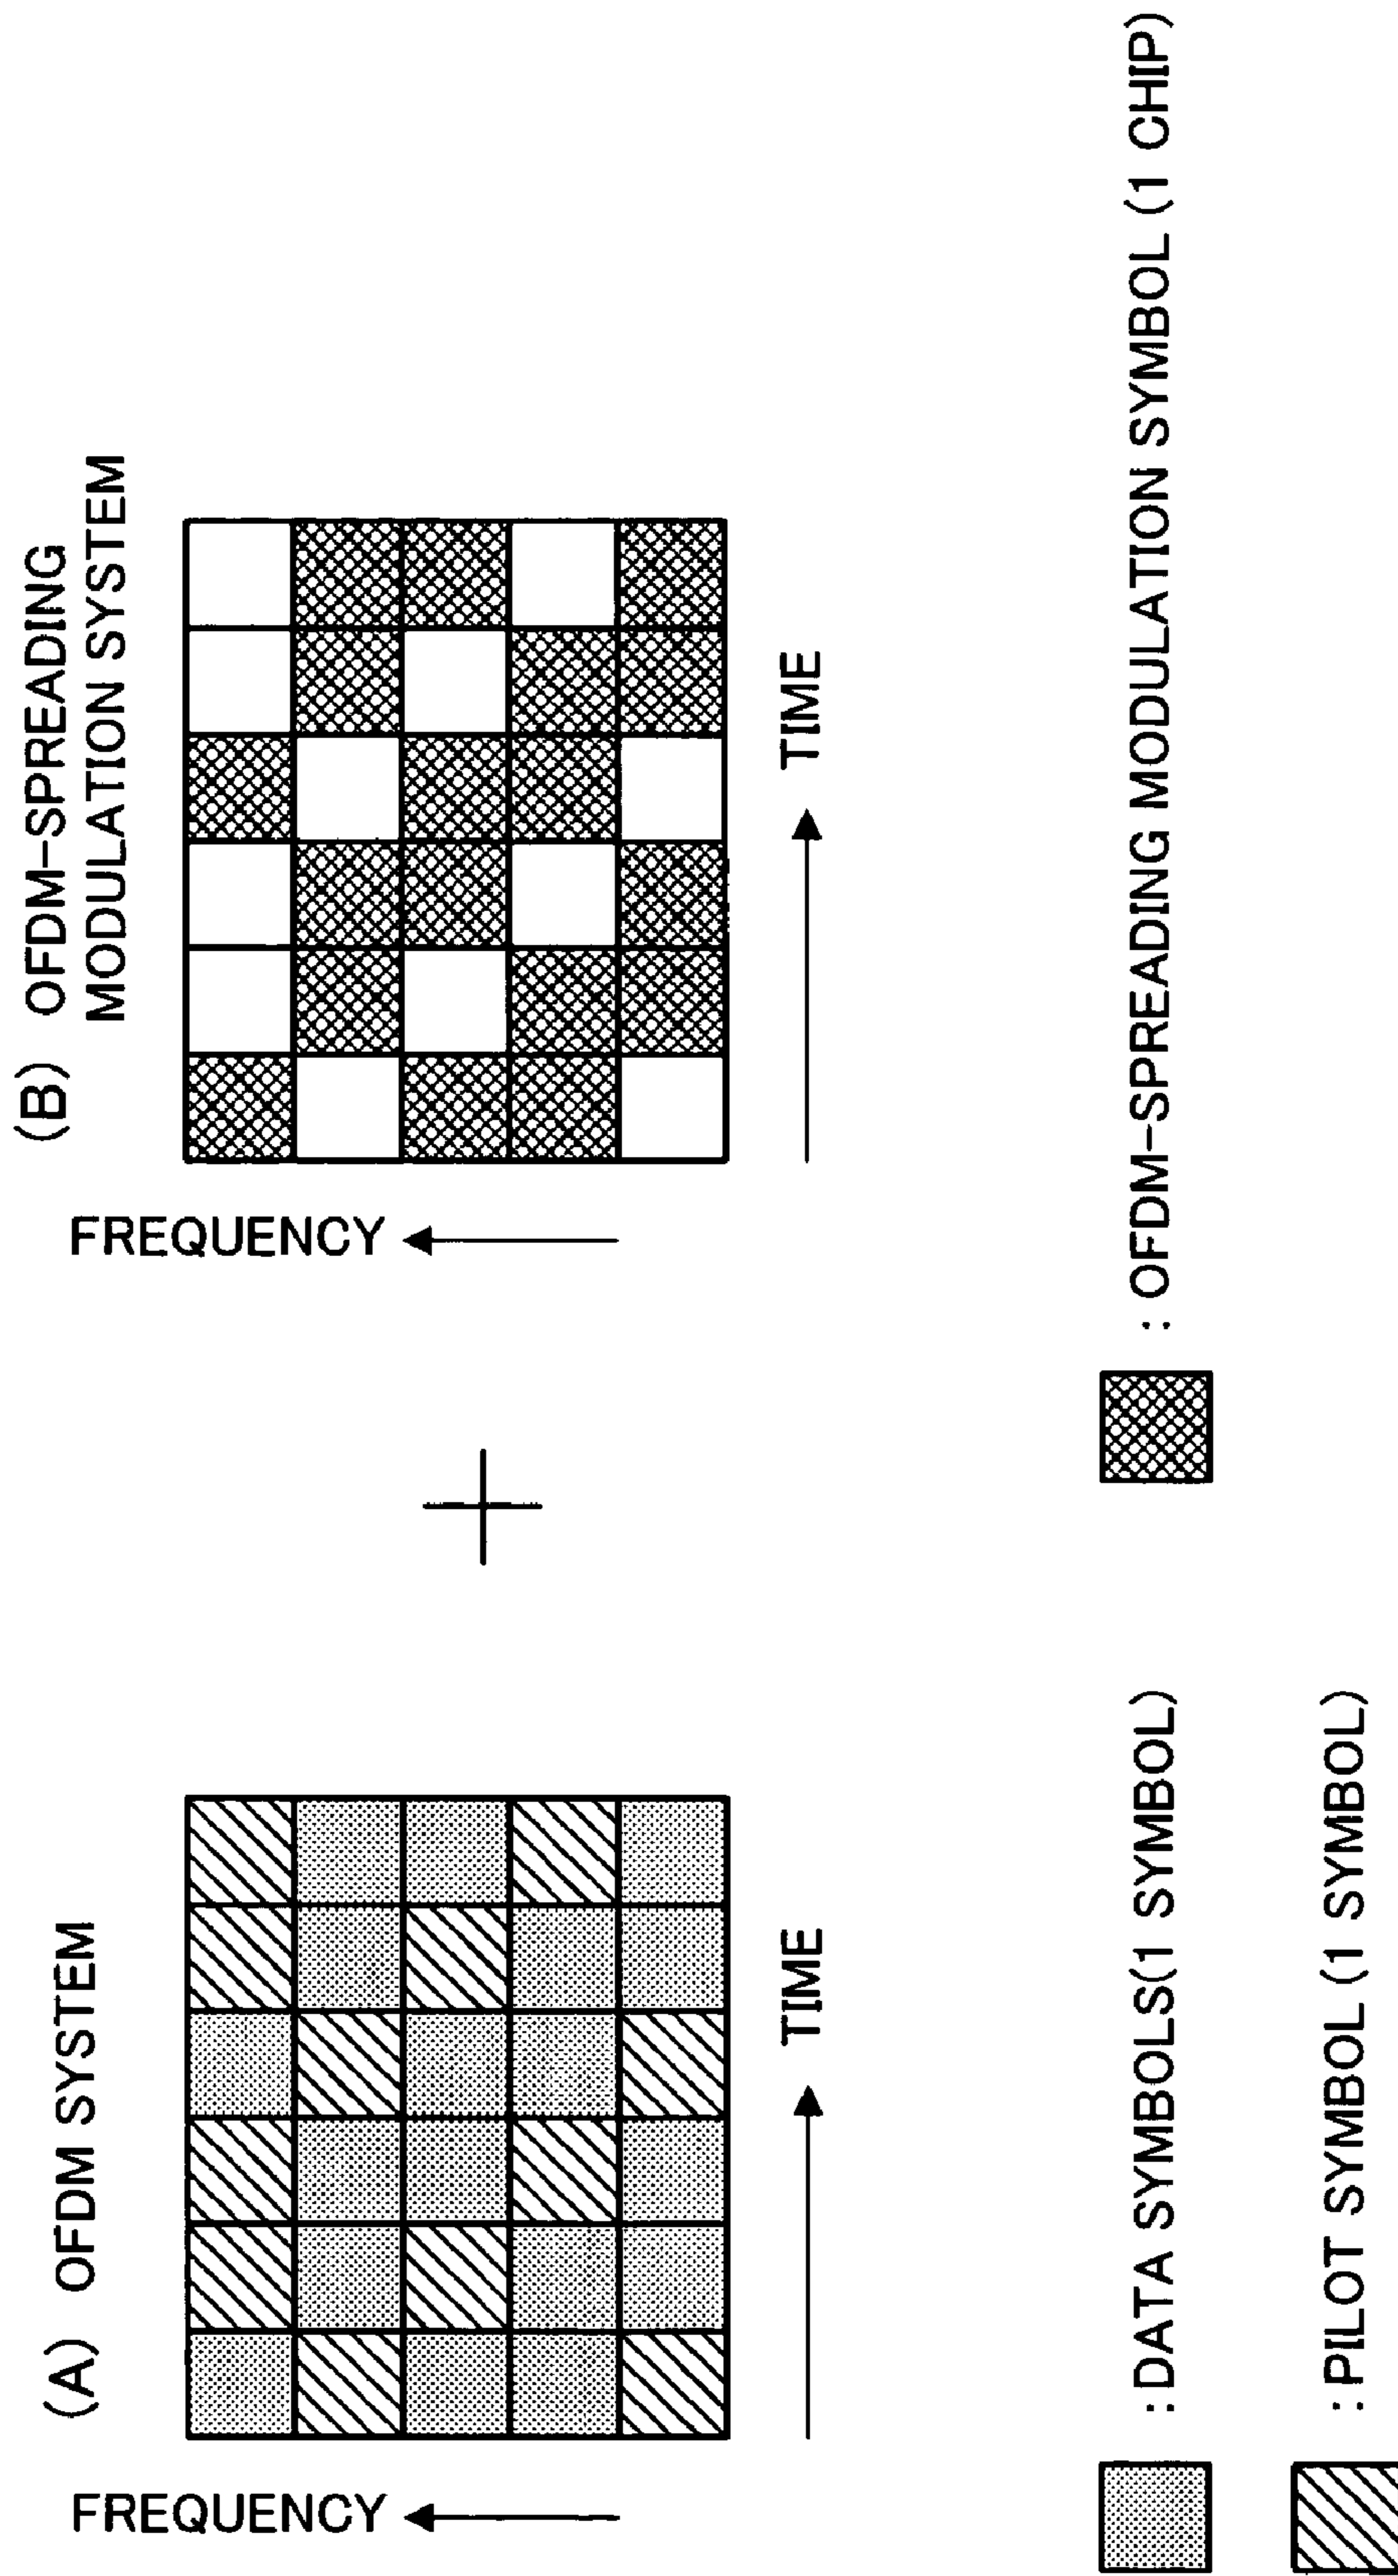 (A) OFDM SYSTEM
FREQUENCY
TIME
(B) OFDM-SPREADING
MODULATION SYSTEM
FREQUENCY
TIME
:DATA SYMBOLS(1 SYMBOL)
:PILOT SYMBOL (1 SYMBOL)
: OFDM-SPREADING MODULATION SYMBOL (1 CHIP)